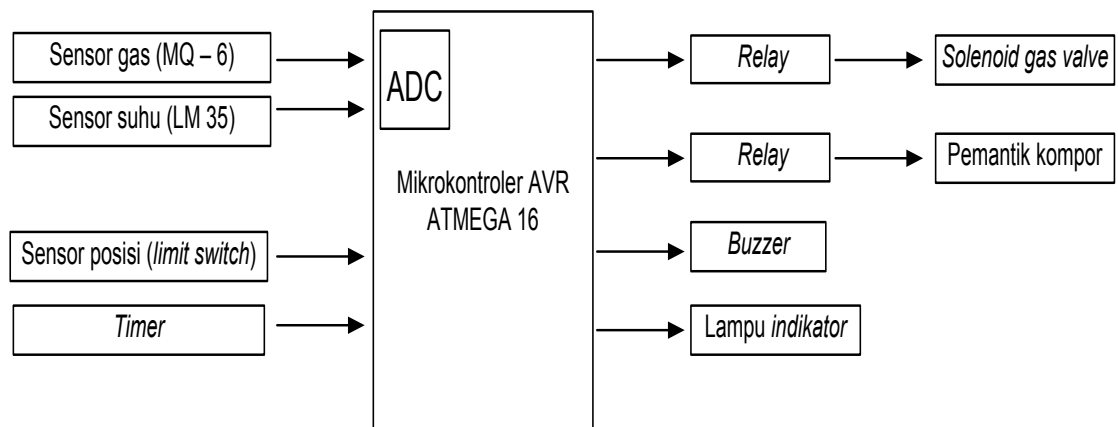 Sensor gas (MQ – 6)
Sensor suhu (LM 35)
Sensor posisi (limit switch)
Timer
ADC
Mikrokontroler AVR
ATMEGA 16
Relay
Solenoid gas valve
Relay
Pemantik kompor
Buzzer
Lampu indikator